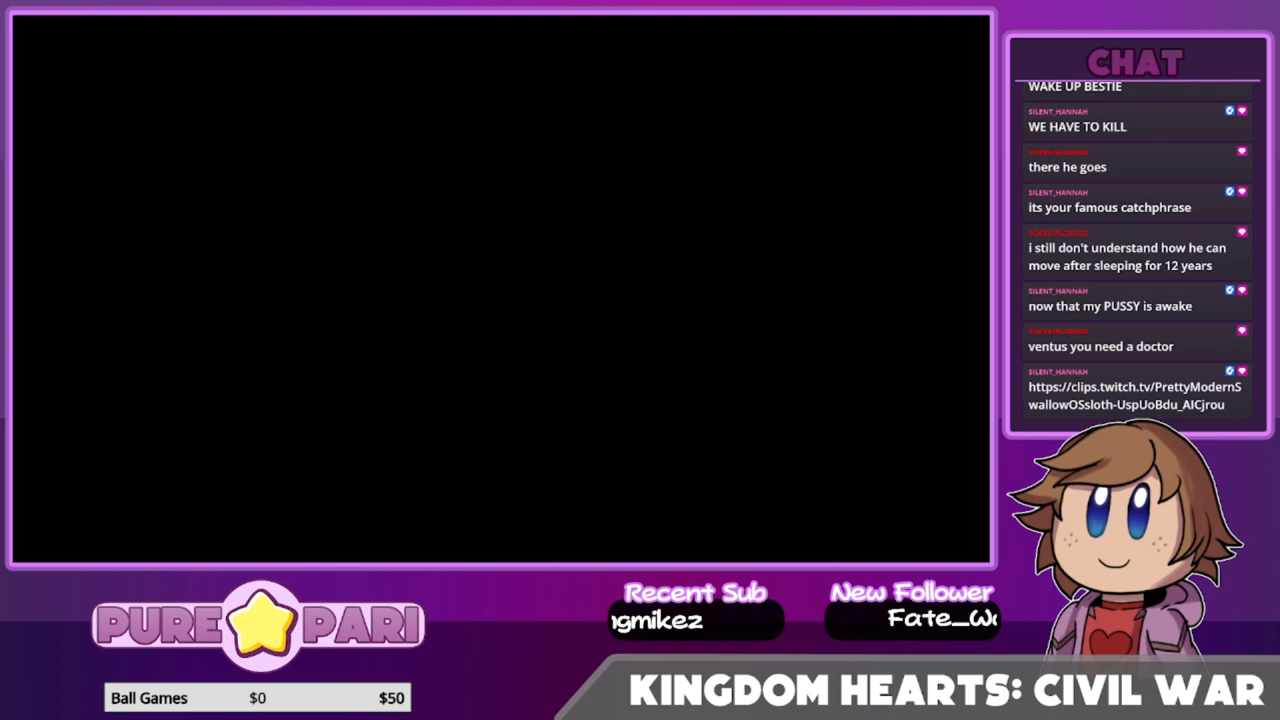 CHAT
WAKE UP BESTIE
SILENT_HANNAH
WE HAVE TO KILL
there he goes
SILENT_HANNAH
its your famous catchphrase
i still don't understand how he can
move after sleeping for 12 years
SILENT_HANNAH
now that my PUSSY is awake
ventus you need a doctor
SILENT_HANNAH
https://clips.twitch.tv/PrettyModernS
wallowOSsloth-UspUoBdu_AICjrou
PURE PARI
Recent Sub
ngmikez
New Follower
Fate_Wo
Ball Games $0 $50
KINGDOM HEARTS: CIVIL WAR